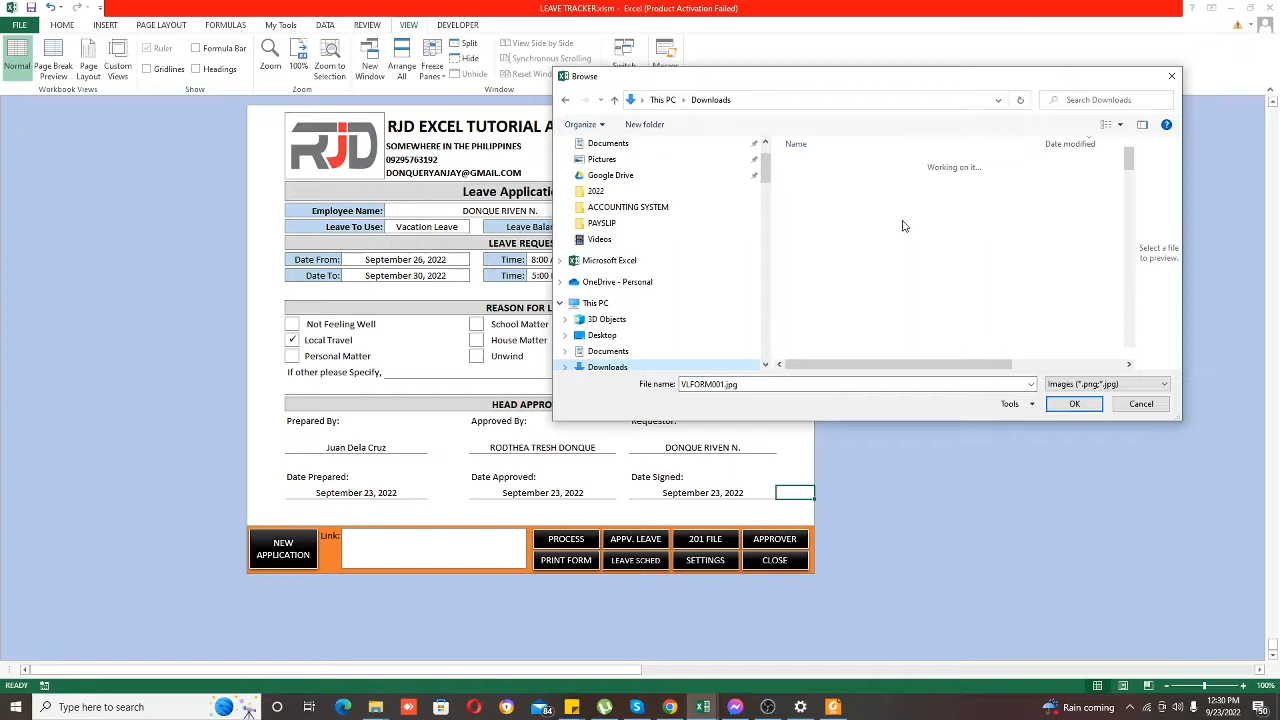 LEAVE TRACKER.xlsm - Excel (Product Activation Failed)
FILE HOME INSERT PAGE LAYOUT FORMULAS My Tools DATA REVIEW VIEW DEVELOPER
Normal
Page Break Preview
Page Layout
Custom Views
Workbook Views
Ruler
Formula Bar
Gridlines
Headings
Show
Zoom
100%
Zoom to Selection
Zoom
New Window
Arrange All
Freeze Panes
Split
Hide
Unhide
View Side by Side
Synchronous Scrolling
Reset Wind
Window
Switch
Macros
RJD
RJD EXCEL TUTORIAL A
SOMEWHERE IN THE PHILIPPINES
09295763192
DONQUERYANJAY@GMAIL.COM
Leave Applicatio
Employee Name: DONQUE RIVEN N.
Leave To Use: Vacation Leave Leave Balan
LEAVE REQUES
Date From: September 26, 2022 Time: 8:00 A
Date To: September 30, 2022 Time: 5:00 P
REASON FOR L
Not Feeling Well School Matter
Local Travel House Matter
Personal Matter Unwind
If other please Specify,
HEAD APPRO
Prepared By: Approved By: Requestor:
Juan Dela Cruz RODTHEA TRESH DONQUE DONQUE RIVEN N.
Date Prepared: Date Approved: Date Signed:
September 23, 2022 September 23, 2022 September 23, 2022
NEW APPLICATION
Link:
PROCESS APPV. LEAVE 201 FILE APPROVER
PRINT FORM LEAVE SCHED SETTINGS CLOSE
Browse
This PC Downloads
Search Downloads
Organize New folder
Documents
Pictures
Google Drive
2022
ACCOUNTING SYSTEM
PAYSLIP
Videos
Microsoft Excel
OneDrive - Personal
This PC
3D Objects
Desktop
Documents
Downloads
Name Date modified
Working on it...
Select a file
to preview.
File name: VLFORM001.jpg Images (*.png;*.jpg)
Tools OK Cancel
READY 100%
Type here to search
84
Rain coming
12:30 PM
9/23/2022